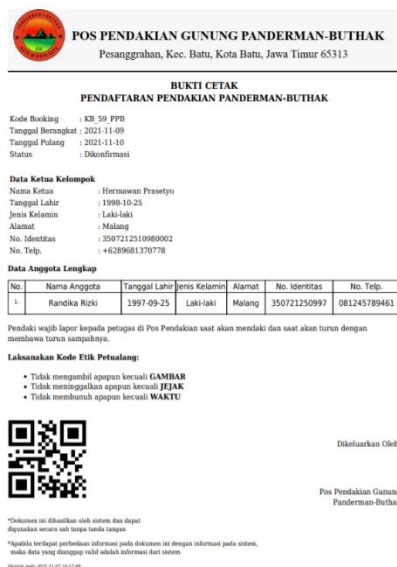 POS PENDAKIAN GUNUNG PANDERMAN-BUTHAK
Pesanggrahan, Kec. Batu, Kota Batu, Jawa Timur 65313
BUKTI CETAK
PENDAFTARAN PENDAKIAN PANDERMAN-BUTHAK
Kode Booking : KB_59_PPB
Tanggal Berangkat : 2021-11-09
Tanggal Pulang : 2021-11-10
Status : Dikonfirmasi
Data Ketua Kelompok
Nama Ketua : Hermawan Prasetyo
Tanggal Lahir : 1998-10-25
Jenis Kelamin : Laki-laki
Alamat : Malang
No. Identitas : 3507212510980002
No. Telp. : +6289681370778
Data Anggota Lengkap
No. Nama Anggota Tanggal Lahir Jenis Kelamin Alamat No. Identitas No. Telp.
1. Randika Rizki 1997-09-25 Laki-laki Malang 350721250997 081245789461
Pendaki wajib lapor kepada petugas di Pos Pendakian saat akan mendaki dan saat akan turun dengan
membawa turun sampahnya.
Laksanakan Kode Etik Petualang:
• Tidak mengambil apapun kecuali GAMBAR
• Tidak meninggalkan apapun kecuali JEJAK
• Tidak membunuh apapun kecuali WAKTU
Dikeluarkan Oleh
Pos Pendakian Gunung
Panderman-Butha
*Dokumen ini dihasilkan oleh sistem dan dapat
digunakan secara sah tanpa tanda tangan
*Apabila terdapat perbedaan informasi pada dokumen ini dengan informasi pada sistem,
maka data yang dianggap valid adalah informasi dari sistem